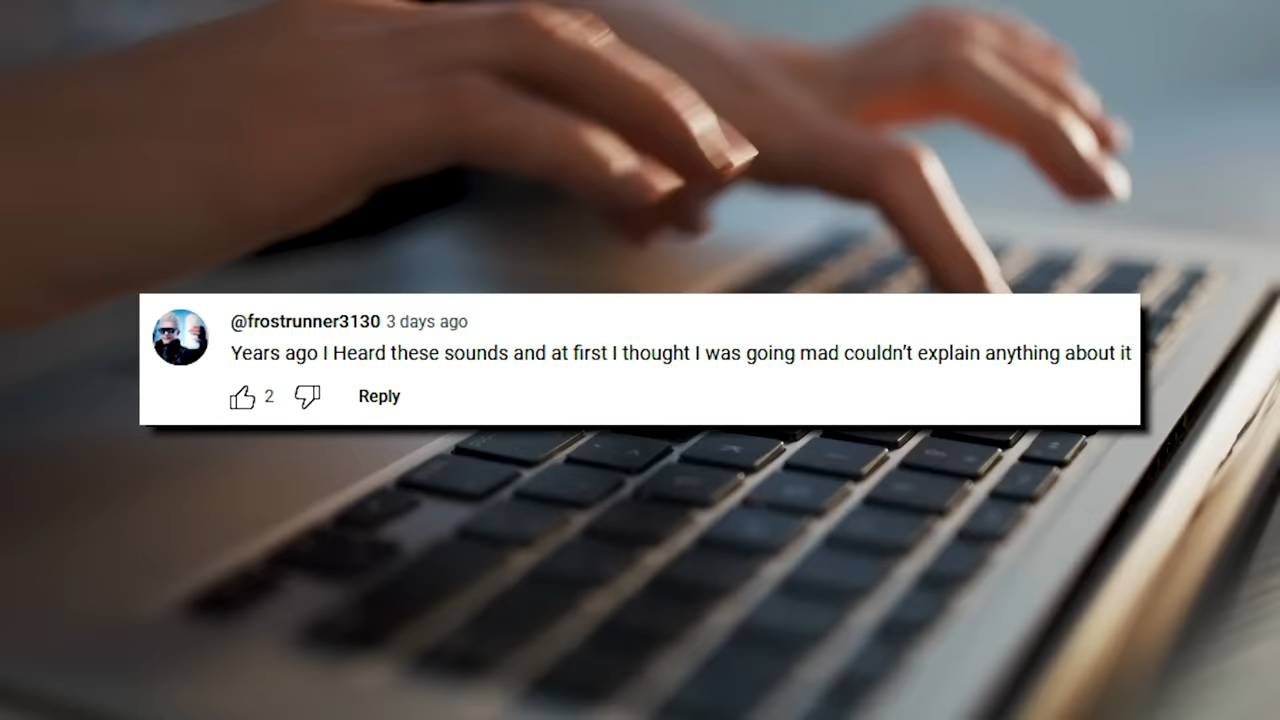 @frostrunner3130 3 days ago
Years ago I Heard these sounds and at first I thought I was going mad couldn't explain anything about it
2 Reply